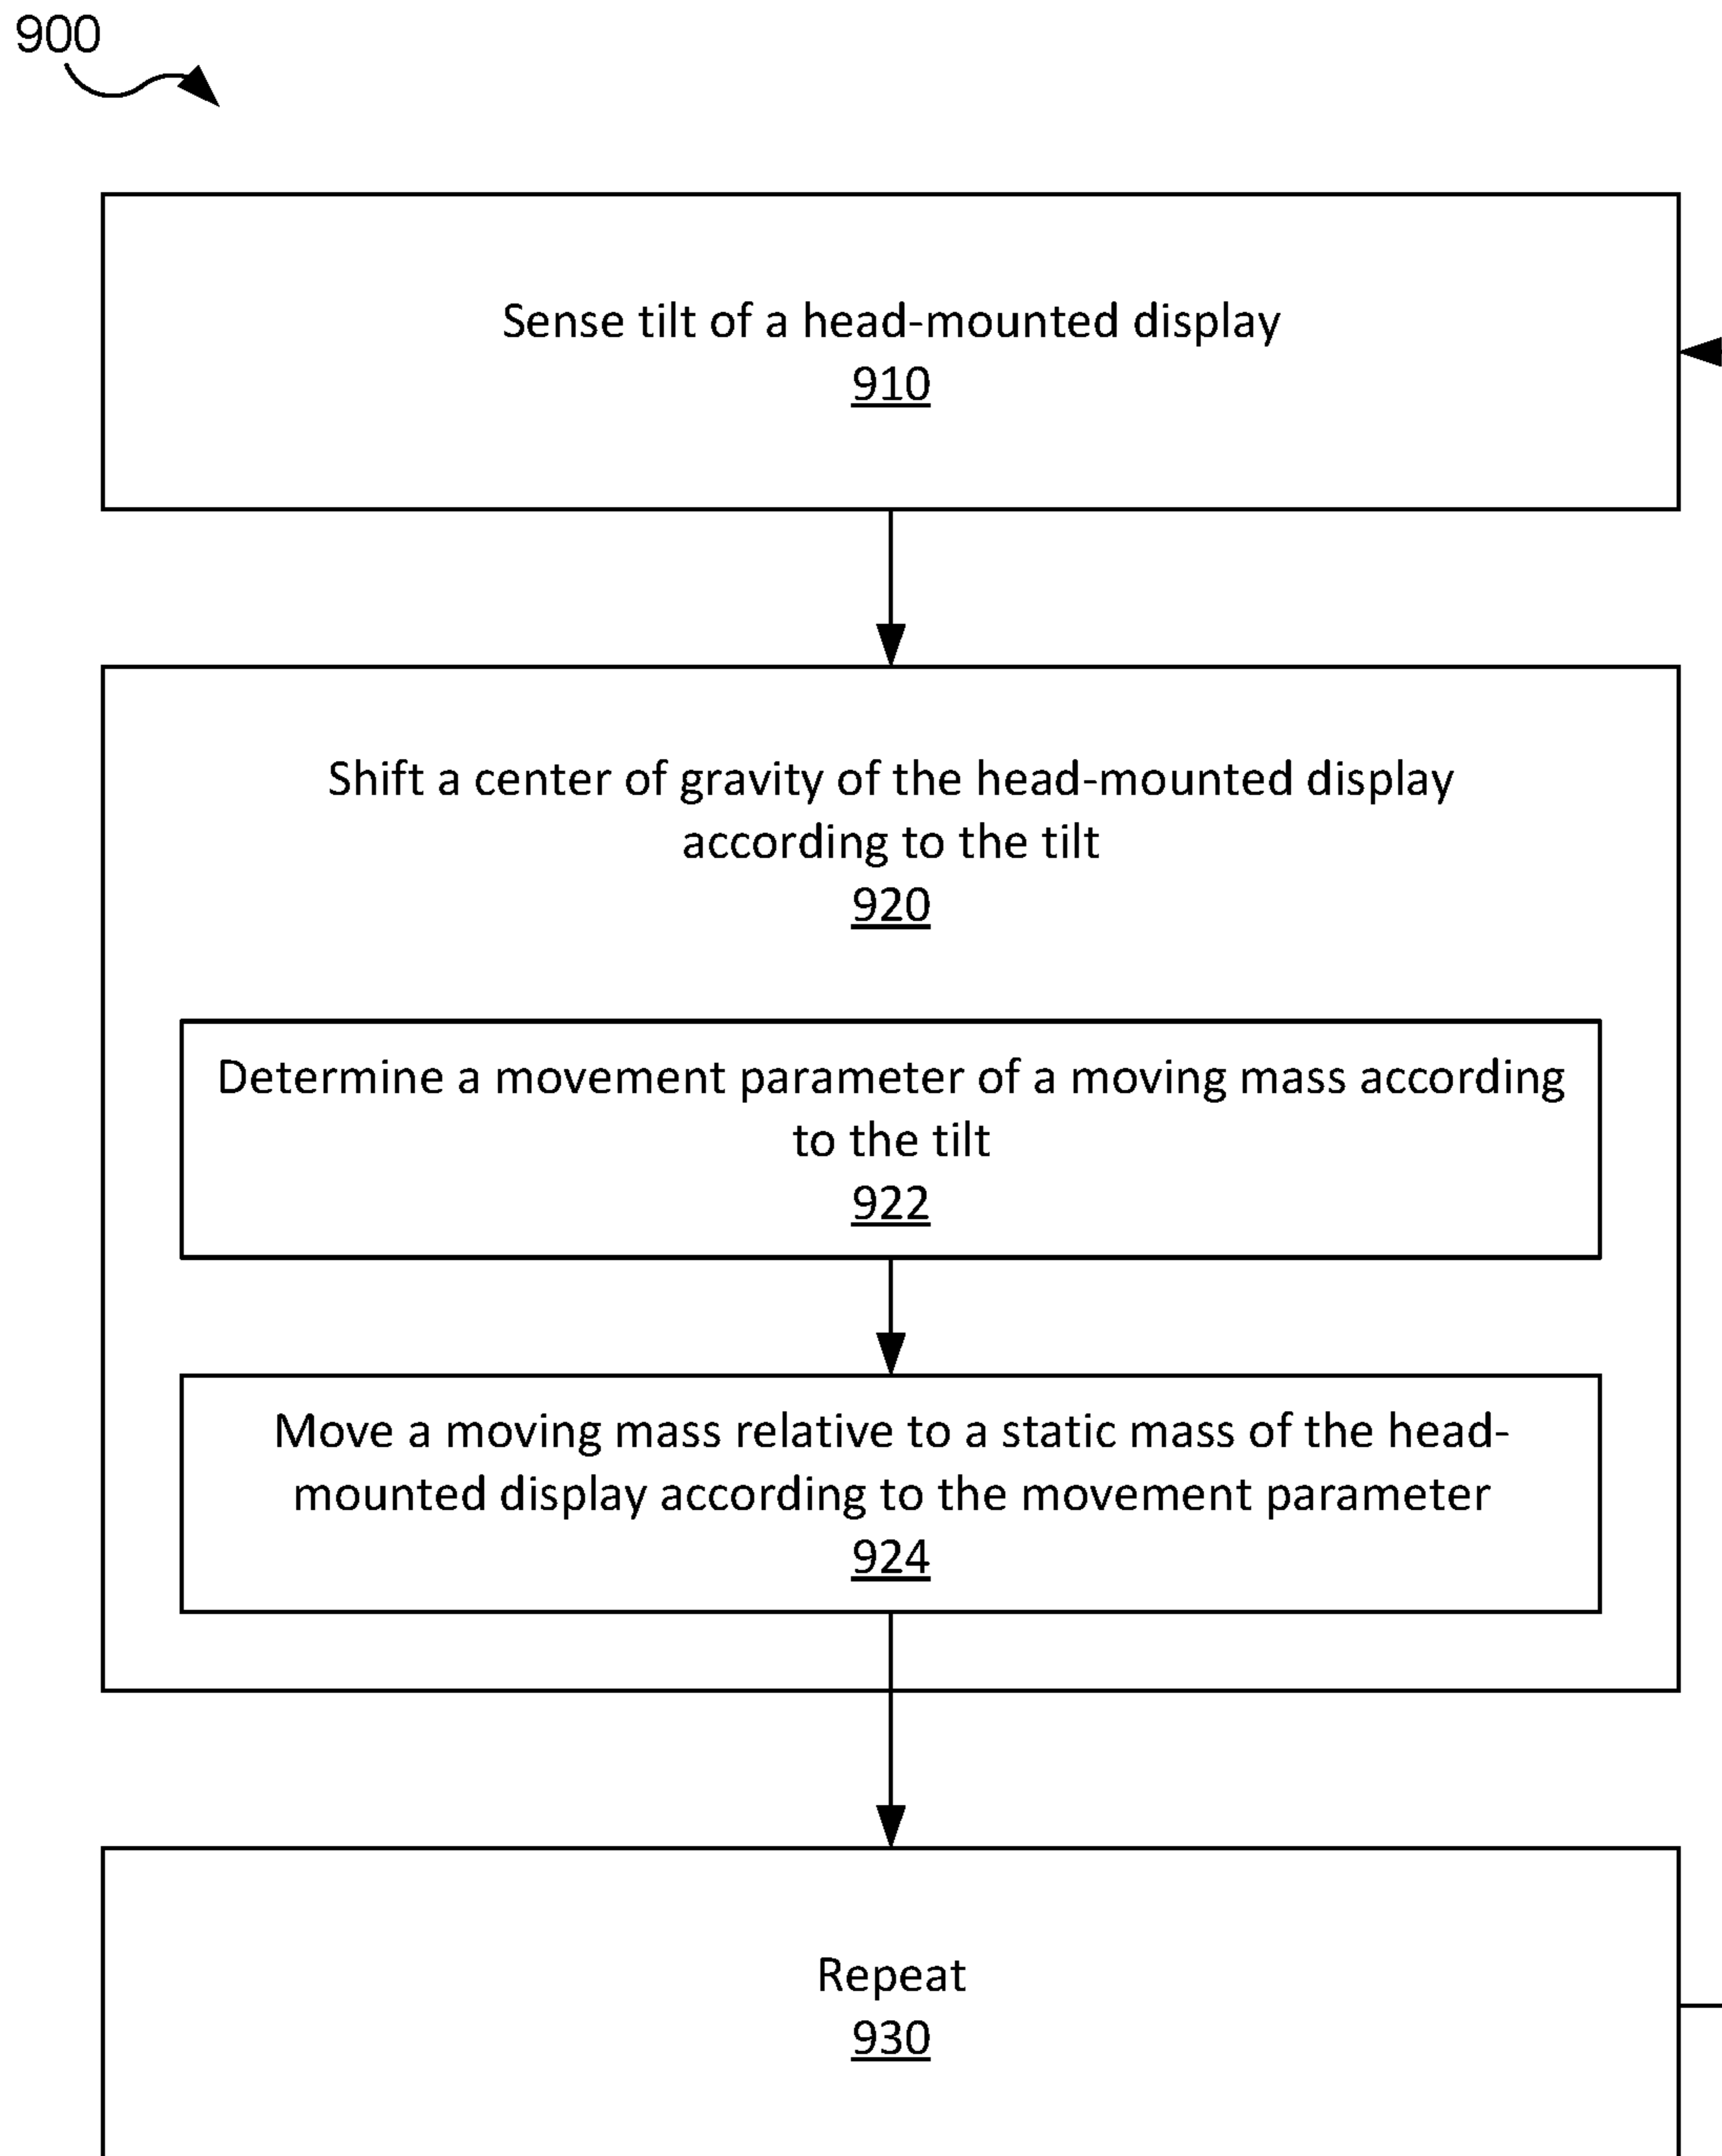 900
Sense tilt of a head-mounted display
910
Shift a center of gravity of the head-mounted display
according to the tilt
920
Determine a movement parameter of a moving mass according
to the tilt
922
Move a moving mass relative to a static mass of the head-
mounted display according to the movement parameter
924
Repeat
930